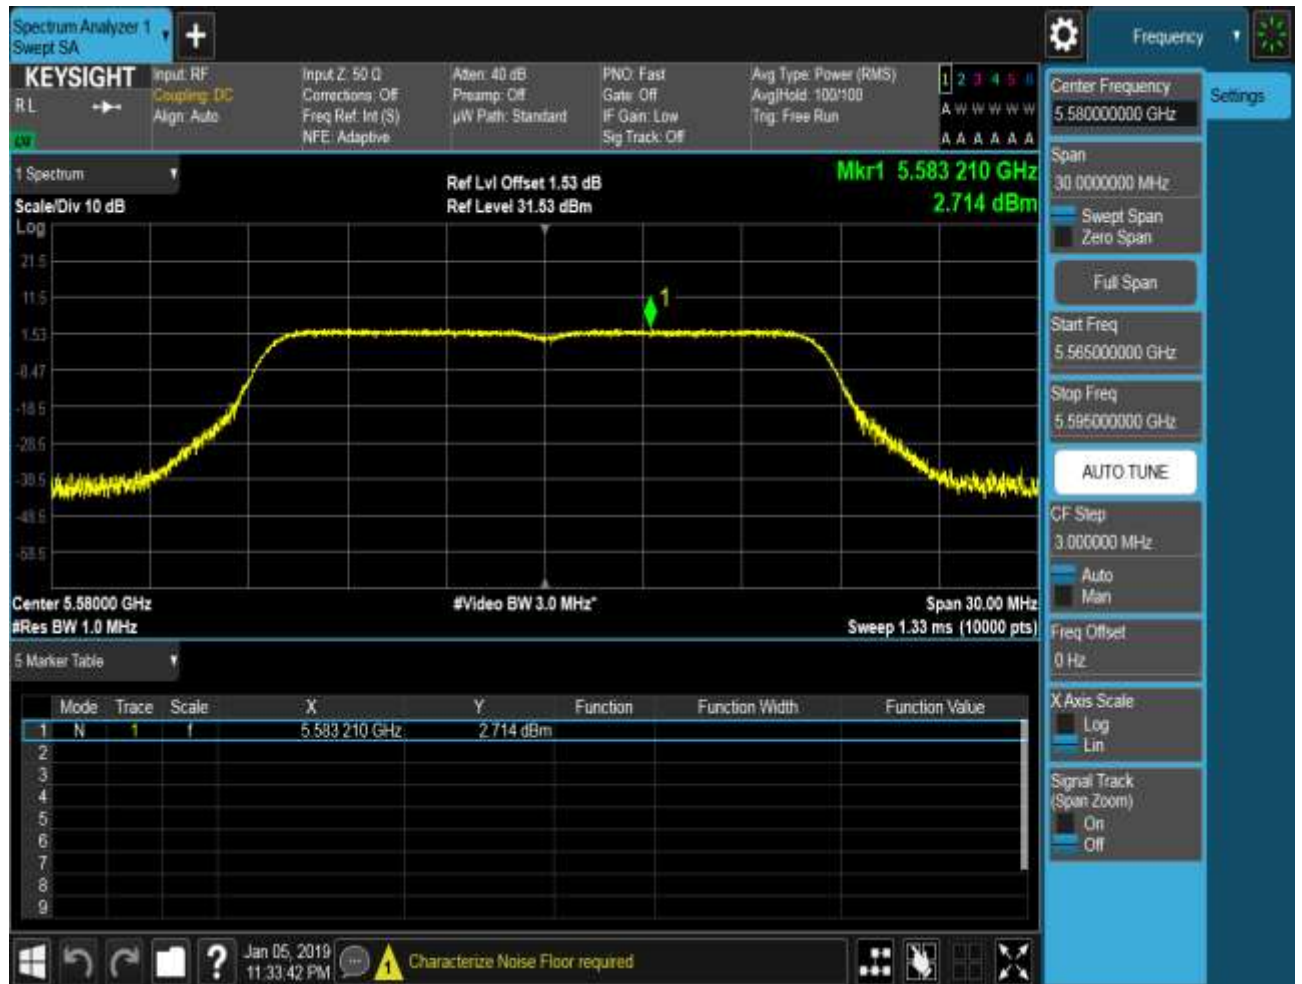 Spectrum Analyzer 1
Swept SA
+
Frequency
KEYSIGHT
RL
Input: RF
Coupling: DC
Align: Auto
Input Z: 50 Ω
Corrections: Off
Freq Ref: Int (S)
NFE: Adaptive
Atten: 40 dB
Preamp: Off
µW Path: Standard
PNO: Fast
Gate: Off
IF Gain: Low
Sig Track: Off
Avg Type: Power (RMS)
Avg|Hold: 100/100
Trig: Free Run
1 2 3 4 5 6
A W W W W W
A A A A A A
1 Spectrum
Scale/Div 10 dB
Ref Lvl Offset 1.53 dB
Ref Level 31.53 dBm
Mkr1 5.583 210 GHz
2.714 dBm
Log
21.5
11.5
1.53
-8.47
-18.5
-28.5
-38.5
-48.5
-58.5
1
Center 5.58000 GHz
#Res BW 1.0 MHz
#Video BW 3.0 MHz*
Span 30.00 MHz
Sweep 1.33 ms (10000 pts)
5 Marker Table
Mode Trace Scale X Y Function Function Width Function Value
1 N 1 f 5.583 210 GHz 2.714 dBm
2
3
4
5
6
7
8
9
Jan 05, 2019
11:33:42 PM
?
1
Characterize Noise Floor required
Center Frequency
5.580000000 GHz
Settings
Span
30.0000000 MHz
Swept Span
Zero Span
Full Span
Start Freq
5.565000000 GHz
Stop Freq
5.595000000 GHz
AUTO TUNE
CF Step
3.000000 MHz
Auto
Man
Freq Offset
0 Hz
X Axis Scale
Log
Lin
Signal Track
(Span Zoom)
On
Off